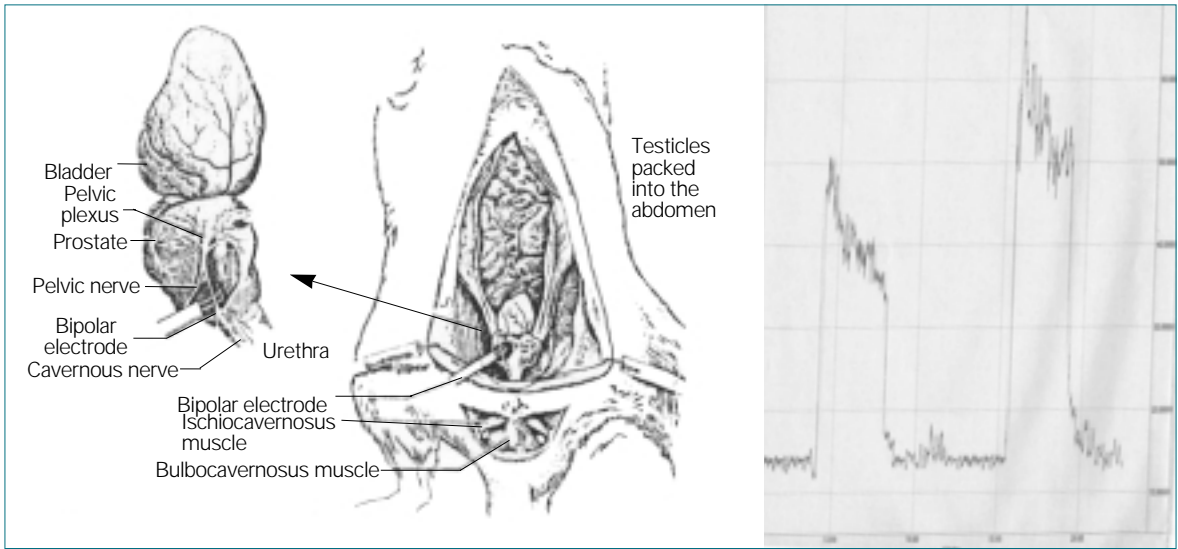 Bladder
Pelvic
plexus
Prostate
Pelvic nerve
Bipolar
electrode
Cavernous nerve
Urethra
Testicles
packed
into the
abdomen
Bipolar electrode
Ischiocavernosus
muscle
Bulbocavernosus muscle